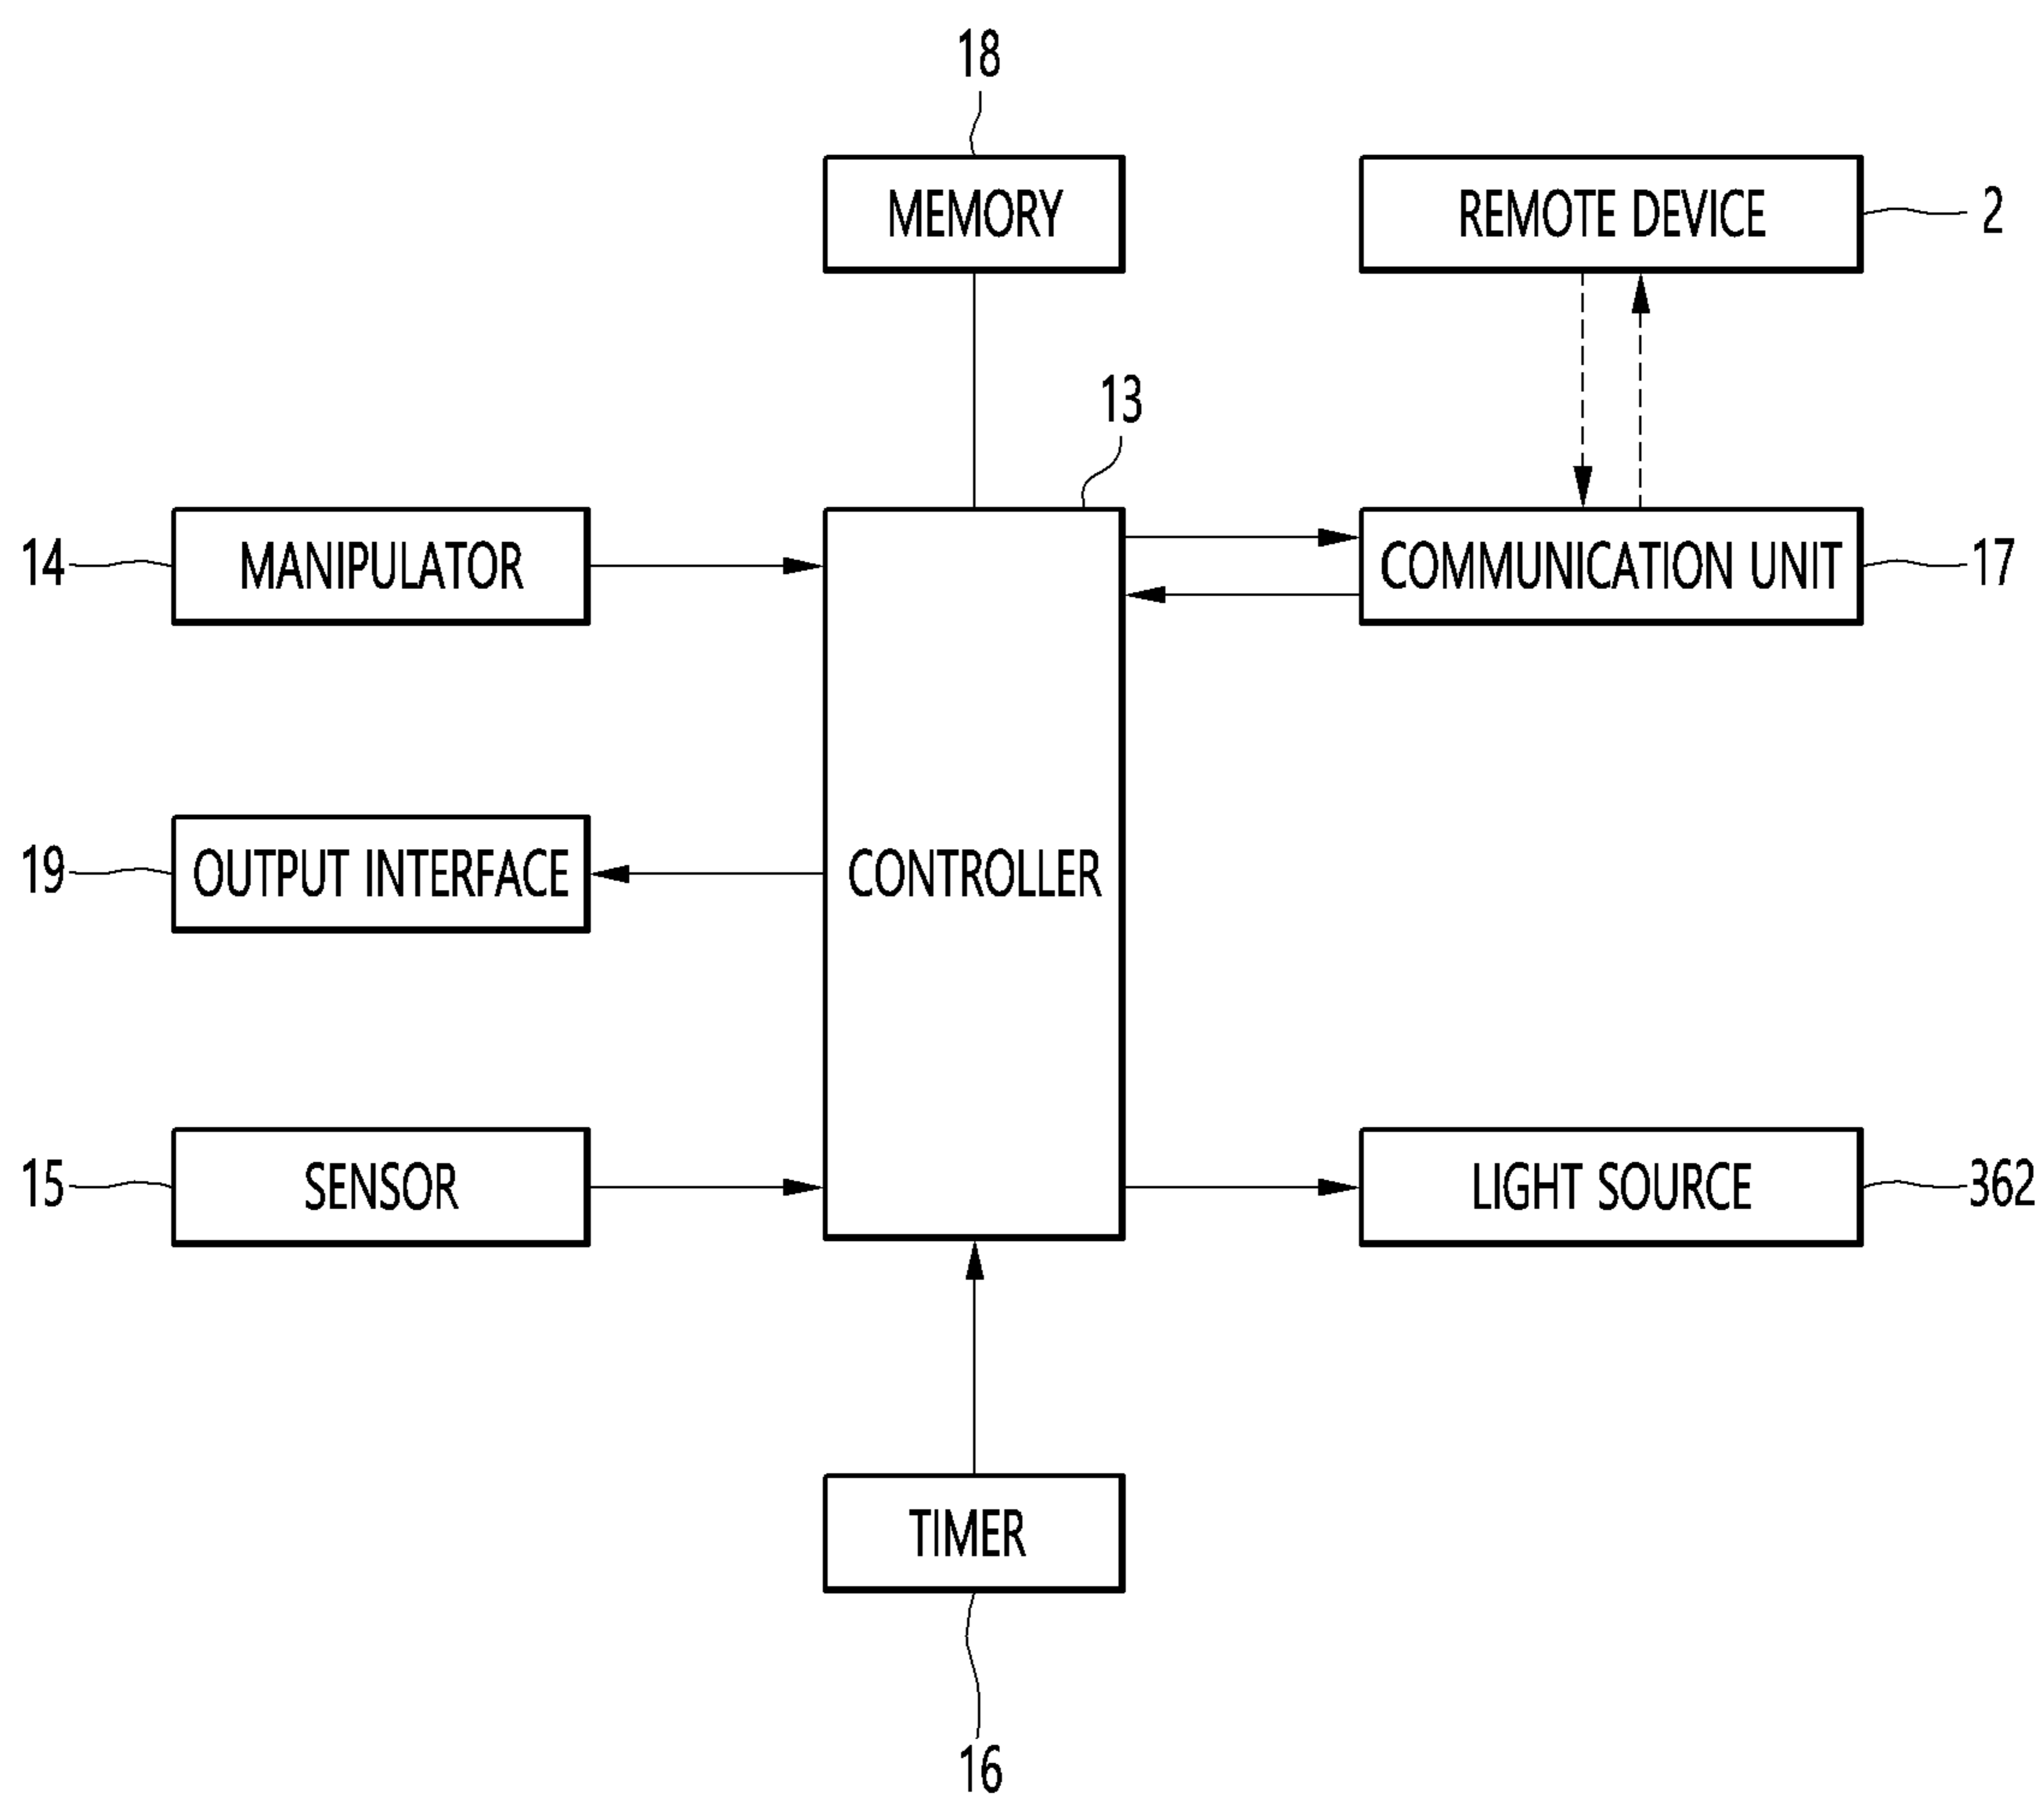 18
MEMORY
REMOTE DEVICE
2
13
14
MANIPULATOR
COMMUNICATION UNIT
17
19
OUTPUT INTERFACE
CONTROLLER
15
SENSOR
LIGHT SOURCE
362
TIMER
16